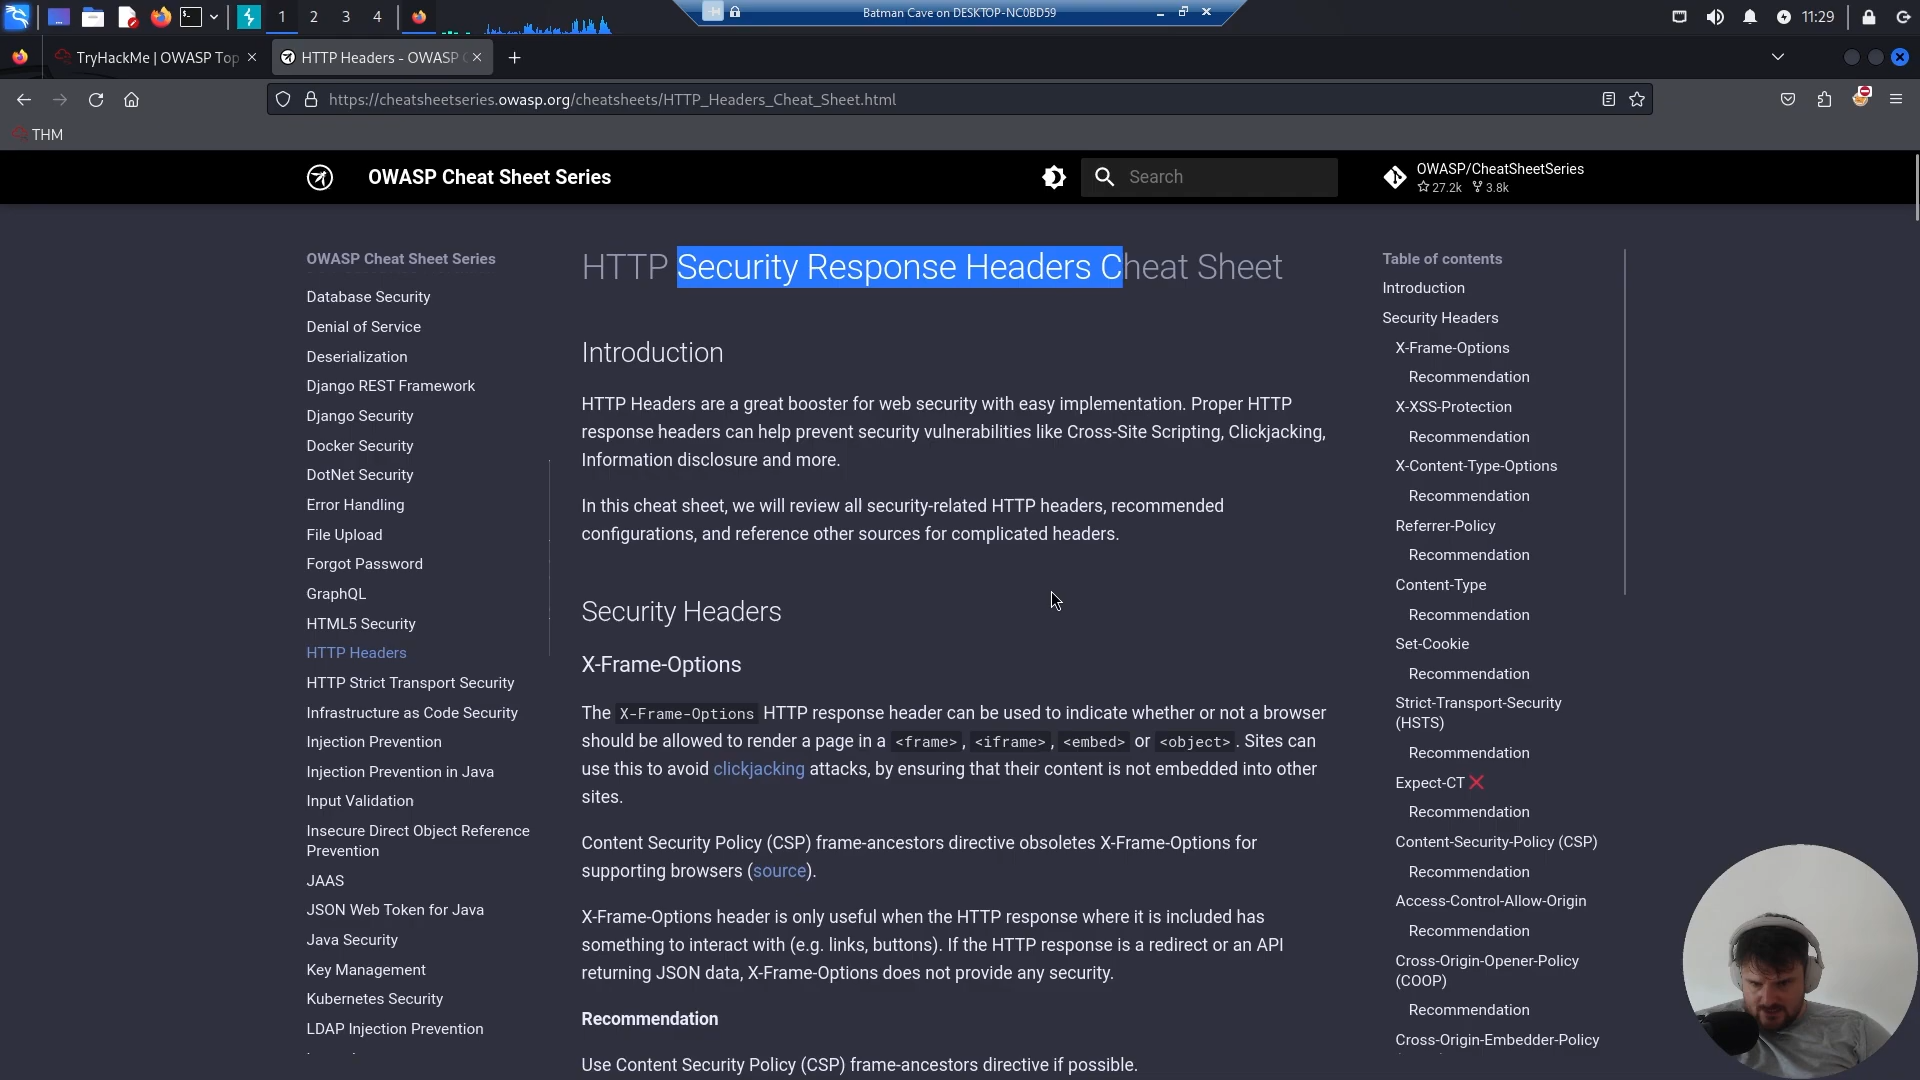 1
2
3
4
Batman Cave on DESKTOP-NC0BD59
11:29
TryHackMe | OWASP Top
HTTP Headers - OWASP
https://cheatsheetseries.owasp.org/cheatsheets/HTTP_Headers_Cheat_Sheet.html
THM
OWASP Cheat Sheet Series
Search
OWASP/CheatSheetSeries
27.2k 3.8k
OWASP Cheat Sheet Series
Database Security
Denial of Service
Deserialization
Django REST Framework
Django Security
Docker Security
DotNet Security
Error Handling
File Upload
Forgot Password
GraphQL
HTML5 Security
HTTP Headers
HTTP Strict Transport Security
Infrastructure as Code Security
Injection Prevention
Injection Prevention in Java
Input Validation
Insecure Direct Object Reference
Prevention
JAAS
JSON Web Token for Java
Java Security
Key Management
Kubernetes Security
LDAP Injection Prevention
HTTP Security Response Headers Cheat Sheet
Introduction
HTTP Headers are a great booster for web security with easy implementation. Proper HTTP
response headers can help prevent security vulnerabilities like Cross-Site Scripting, Clickjacking,
Information disclosure and more.
In this cheat sheet, we will review all security-related HTTP headers, recommended
configurations, and reference other sources for complicated headers.
Security Headers
X-Frame-Options
The X-Frame-Options HTTP response header can be used to indicate whether or not a browser
should be allowed to render a page in a <frame>, <iframe>, <embed> or <object>. Sites can
use this to avoid clickjacking attacks, by ensuring that their content is not embedded into other
sites.
Content Security Policy (CSP) frame-ancestors directive obsoletes X-Frame-Options for
supporting browsers (source).
X-Frame-Options header is only useful when the HTTP response where it is included has
something to interact with (e.g. links, buttons). If the HTTP response is a redirect or an API
returning JSON data, X-Frame-Options does not provide any security.
Recommendation
Use Content Security Policy (CSP) frame-ancestors directive if possible.
Table of contents
Introduction
Security Headers
X-Frame-Options
Recommendation
X-XSS-Protection
Recommendation
X-Content-Type-Options
Recommendation
Referrer-Policy
Recommendation
Content-Type
Recommendation
Set-Cookie
Recommendation
Strict-Transport-Security
(HSTS)
Recommendation
Expect-CT ❌
Recommendation
Content-Security-Policy (CSP)
Recommendation
Access-Control-Allow-Origin
Recommendation
Cross-Origin-Opener-Policy
(COOP)
Recommendation
Cross-Origin-Embedder-Policy